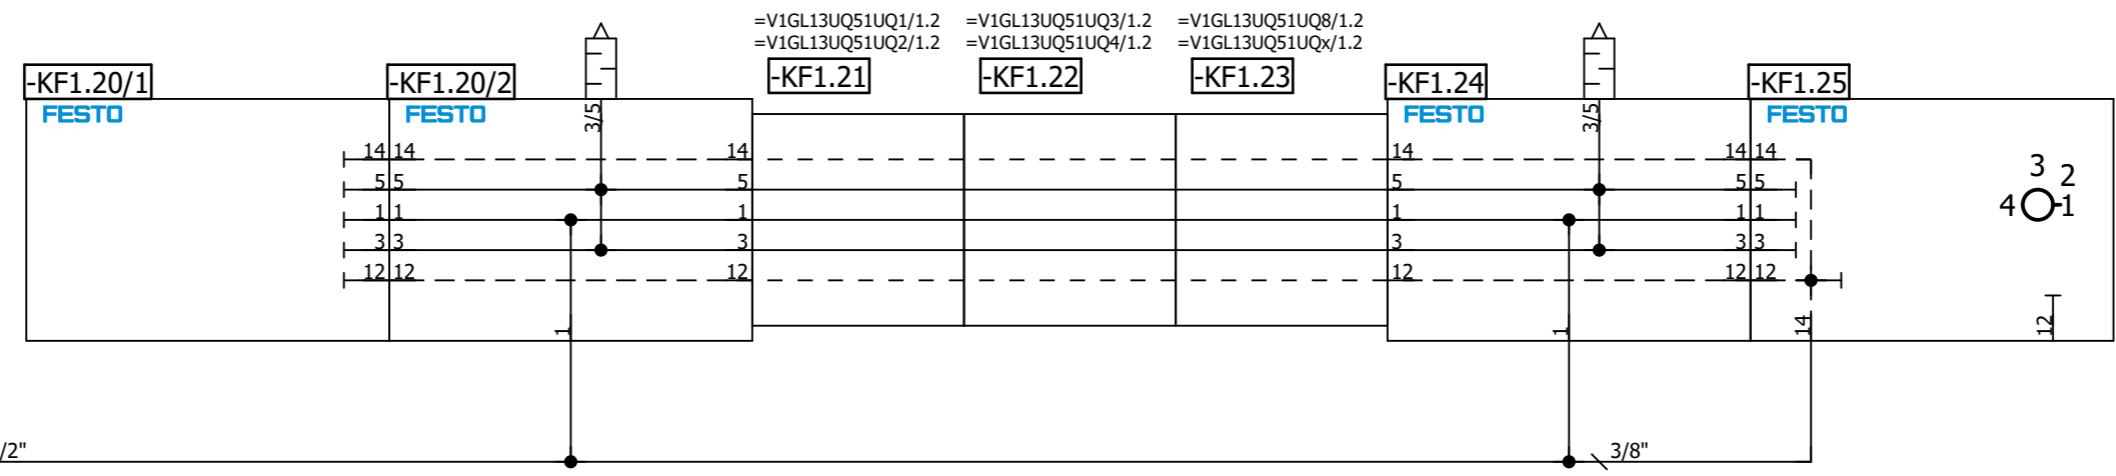 =V1GL13UQ51UQ1/1.2 =V1GL13UQ51UQ3/1.2 =V1GL13UQ51UQ8/1.2
=V1GL13UQ51UQ2/1.2 =V1GL13UQ51UQ4/1.2 =V1GL13UQ51UQx/1.2
-KF1.20/1 -KF1.20/2 -KF1.21 -KF1.22 -KF1.23 -KF1.24 -KF1.25
FESTO FESTO FESTO FESTO
3/5 3/5
14 14 14 14 14 14
5 5 5 5 5 5
1 1 1 1 1 1
3 3 3 3 3 3
12 12 12 12 12 12
3 2
4 1
1 1 14 12
/2" 3/8"